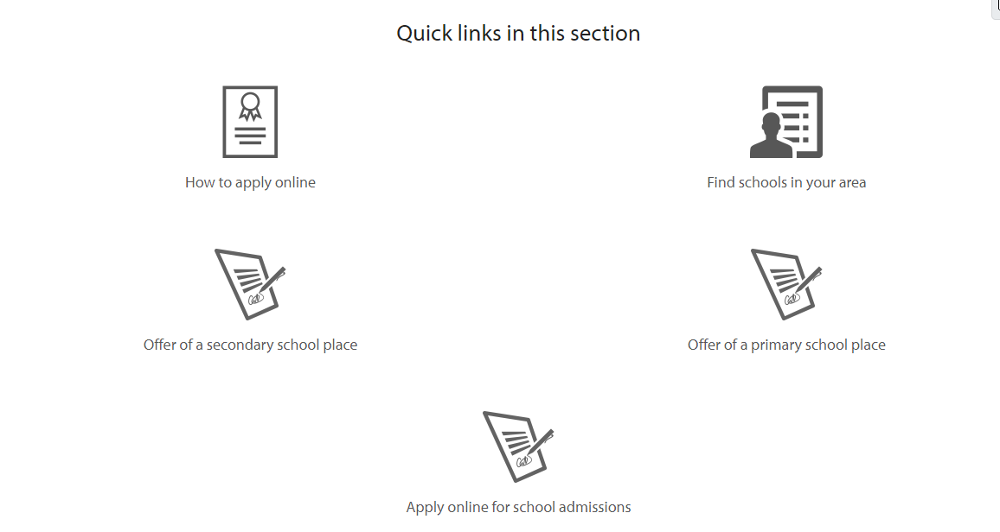 Quick links in this section
How to apply online
Find schools in your area
Offer of a secondary school place
Offer of a primary school place
Apply online for school admissions